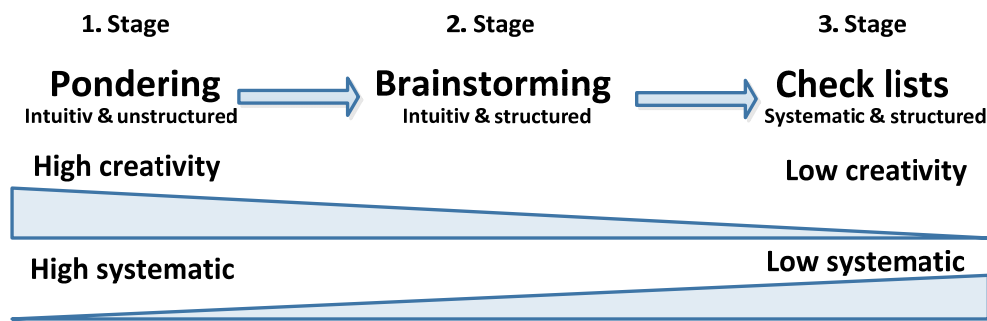 1. Stage 2. Stage 3. Stage
Pondering Brainstorming Check lists
Intuitiv & unstructured Intuitiv & structured Systematic & structured
High creativity Low creativity
High systematic Low systematic